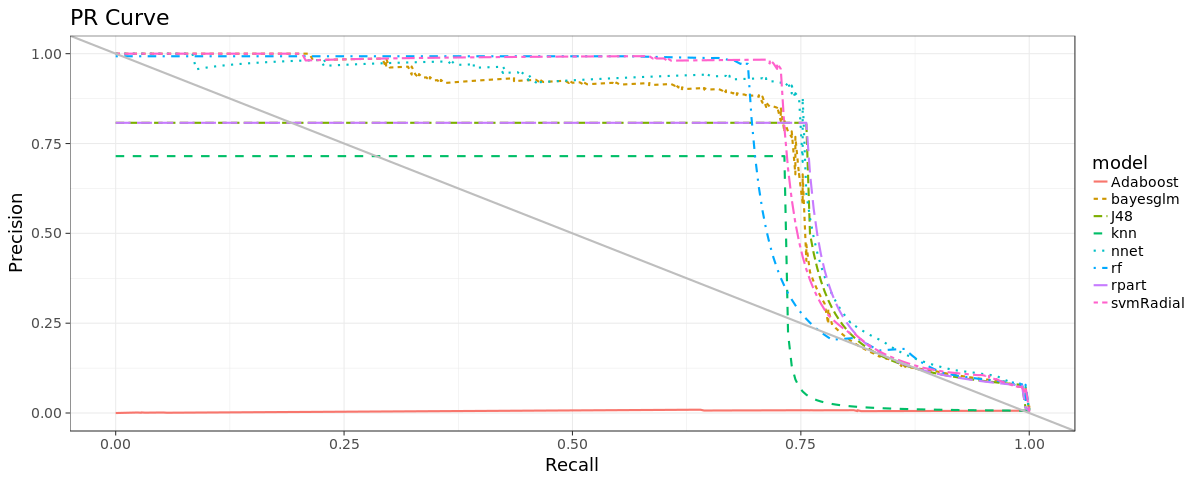 PR Curve
Precision
1.00
0.75
0.50
0.25
0.00
0.00 0.25 0.50 0.75 1.00
Recall
model
Adaboost
bayesglm
J48
knn
nnet
rf
rpart
svmRadial